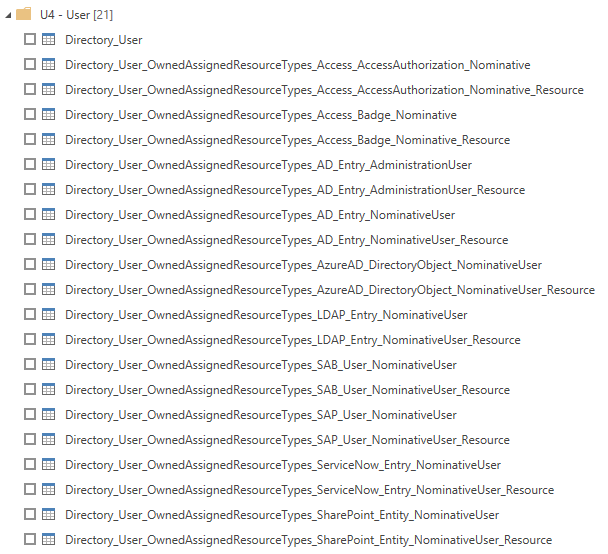 U4 - User [21]
Directory_User
Directory_User_OwnedAssignedResourceTypes_Access_AccessAuthorization_Nominative
Directory_User_OwnedAssignedResourceTypes_Access_AccessAuthorization_Nominative_Resource
Directory_User_OwnedAssignedResourceTypes_Access_Badge_Nominative
Directory_User_OwnedAssignedResourceTypes_Access_Badge_Nominative_Resource
Directory_User_OwnedAssignedResourceTypes_AD_Entry_AdministrationUser
Directory_User_OwnedAssignedResourceTypes_AD_Entry_AdministrationUser_Resource
Directory_User_OwnedAssignedResourceTypes_AD_Entry_NominativeUser
Directory_User_OwnedAssignedResourceTypes_AD_Entry_NominativeUser_Resource
Directory_User_OwnedAssignedResourceTypes_AzureAD_DirectoryObject_NominativeUser
Directory_User_OwnedAssignedResourceTypes_AzureAD_DirectoryObject_NominativeUser_Resource
Directory_User_OwnedAssignedResourceTypes_LDAP_Entry_NominativeUser
Directory_User_OwnedAssignedResourceTypes_LDAP_Entry_NominativeUser_Resource
Directory_User_OwnedAssignedResourceTypes_SAB_User_NominativeUser
Directory_User_OwnedAssignedResourceTypes_SAB_User_NominativeUser_Resource
Directory_User_OwnedAssignedResourceTypes_SAP_User_NominativeUser
Directory_User_OwnedAssignedResourceTypes_SAP_User_NominativeUser_Resource
Directory_User_OwnedAssignedResourceTypes_ServiceNow_Entry_NominativeUser
Directory_User_OwnedAssignedResourceTypes_ServiceNow_Entry_NominativeUser_Resource
Directory_User_OwnedAssignedResourceTypes_SharePoint_Entity_NominativeUser
Directory_User_OwnedAssignedResourceTypes_SharePoint_Entity_NominativeUser_Resource